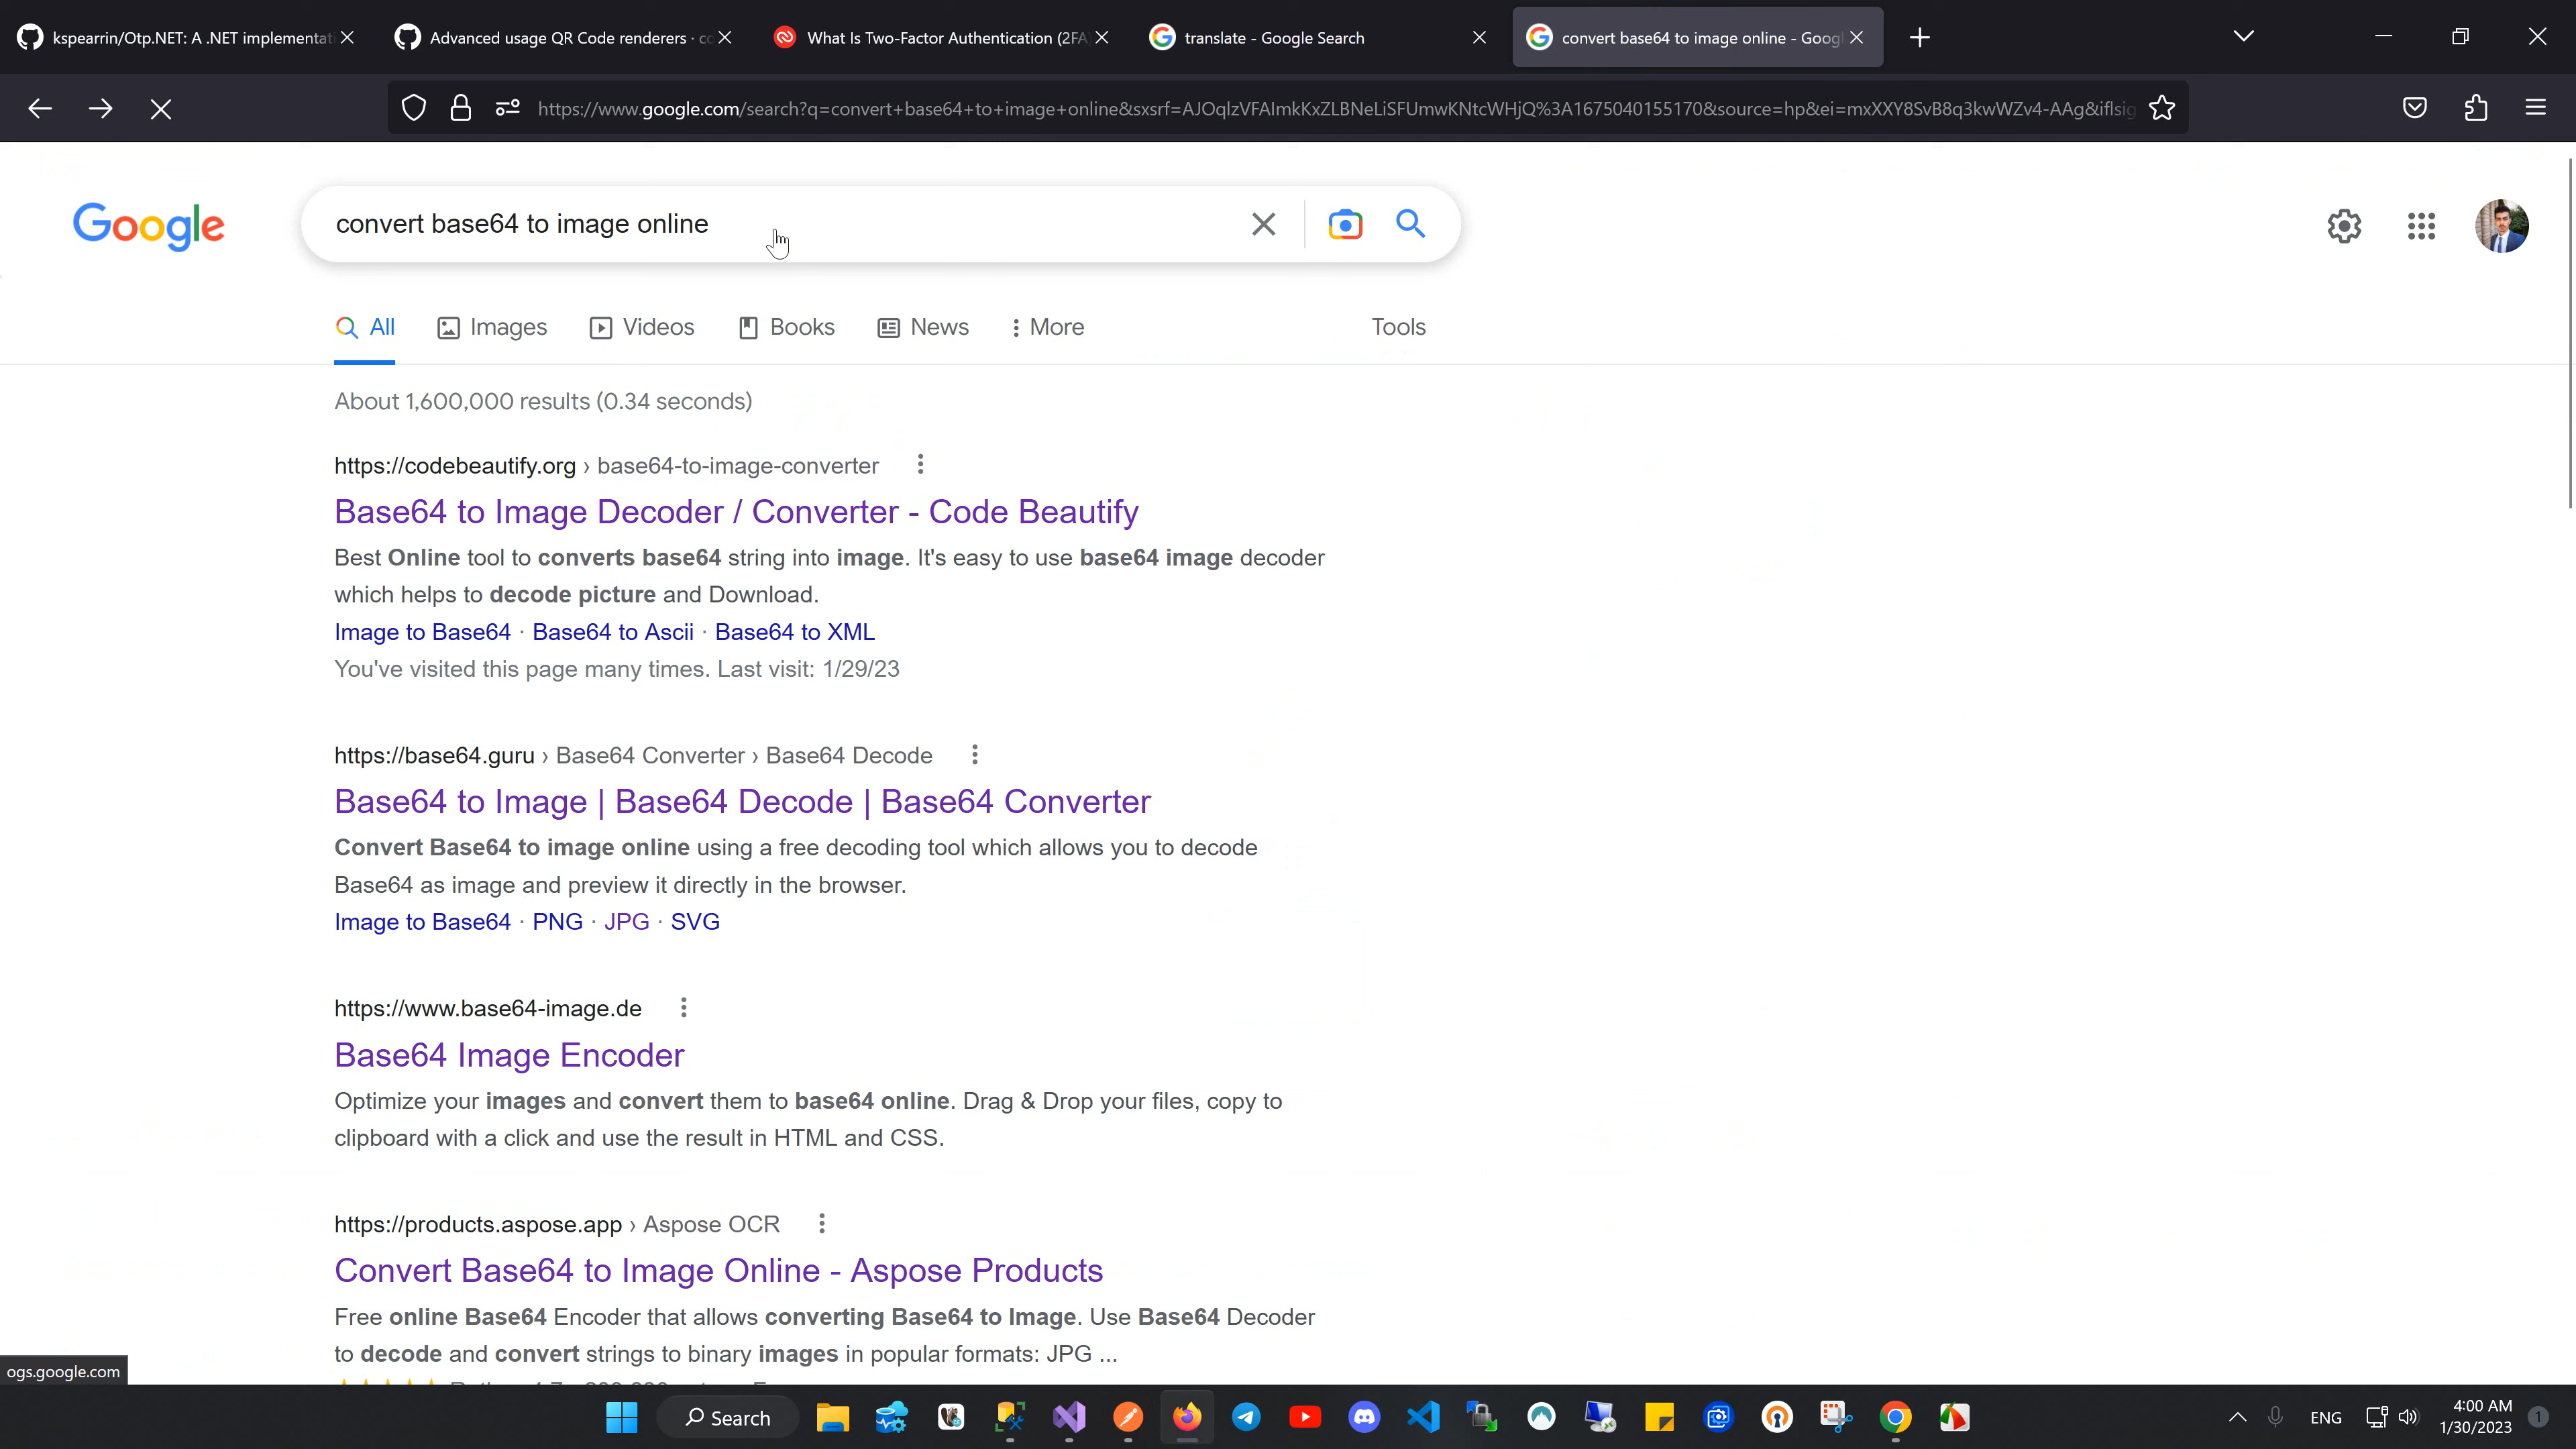 kspearrin/Otp.NET: A .NET implementati
Advanced usage QR Code renderers · co
What Is Two-Factor Authentication (2FA
translate - Google Search
convert base64 to image online - Googl
https://www.google.com/search?q=convert+base64+to+image+online&sxsrf=AJOqlzVFAImkKxZLBNeLiSFUmwKNtcWHjQ%3A1675040155170&source=hp&ei=mxXXY8SvB8q3kwWZv4-AAg&iflsig
Google
convert base64 to image online
All
Images
Videos
Books
News
More
Tools
About 1,600,000 results (0.34 seconds)
https://codebeautify.org › base64-to-image-converter
Base64 to Image Decoder / Converter - Code Beautify
Best Online tool to converts base64 string into image. It's easy to use base64 image decoder
which helps to decode picture and Download.
Image to Base64 · Base64 to Ascii · Base64 to XML
You've visited this page many times. Last visit: 1/29/23
https://base64.guru › Base64 Converter › Base64 Decode
Base64 to Image | Base64 Decode | Base64 Converter
Convert Base64 to image online using a free decoding tool which allows you to decode
Base64 as image and preview it directly in the browser.
Image to Base64 · PNG · JPG · SVG
https://www.base64-image.de
Base64 Image Encoder
Optimize your images and convert them to base64 online. Drag & Drop your files, copy to
clipboard with a click and use the result in HTML and CSS.
https://products.aspose.app › Aspose OCR
Convert Base64 to Image Online - Aspose Products
Free online Base64 Encoder that allows converting Base64 to Image. Use Base64 Decoder
to decode and convert strings to binary images in popular formats: JPG ...
ogs.google.com
Search
ENG
4:00 AM
1/30/2023
1